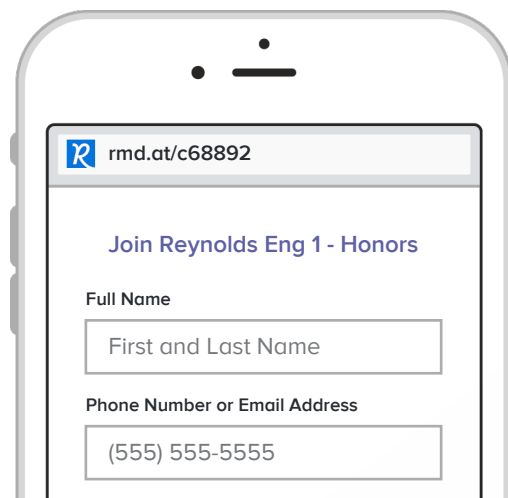 rmd.at/c68892
Join Reynolds Eng 1 - Honors
Full Name
First and Last Name
Phone Number or Email Address
(555) 555-5555